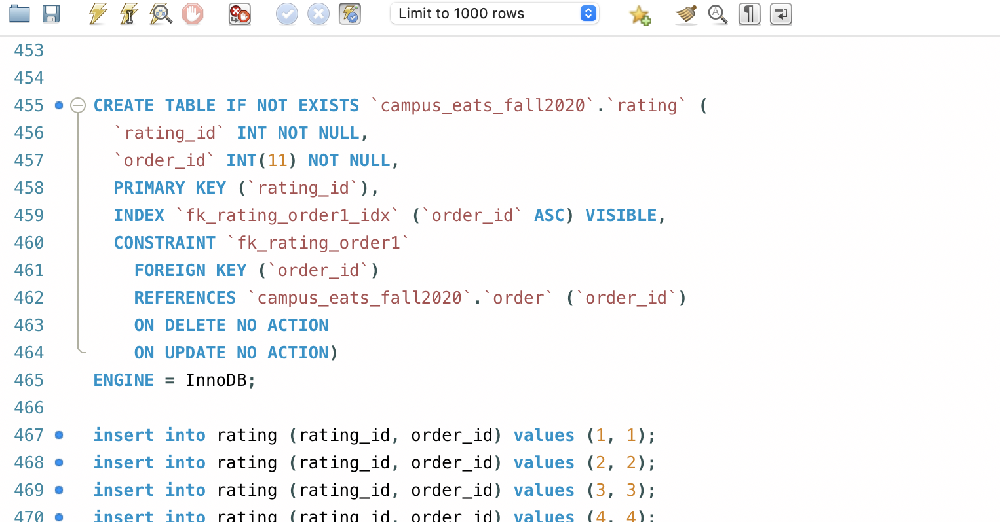 Limit to 1000 rows
453
454
455 CREATE TABLE IF NOT EXISTS `campus_eats_fall2020`.`rating` (
456 `rating_id` INT NOT NULL,
457 `order_id` INT(11) NOT NULL,
458 PRIMARY KEY (`rating_id`),
459 INDEX `fk_rating_order1_idx` (`order_id` ASC) VISIBLE,
460 CONSTRAINT `fk_rating_order1`
461 FOREIGN KEY (`order_id`)
462 REFERENCES `campus_eats_fall2020`.`order` (`order_id`)
463 ON DELETE NO ACTION
464 ON UPDATE NO ACTION)
465 ENGINE = InnoDB;
466
467 insert into rating (rating_id, order_id) values (1, 1);
468 insert into rating (rating_id, order_id) values (2, 2);
469 insert into rating (rating_id, order_id) values (3, 3);
470 insert into rating (rating_id, order_id) values (4, 4);